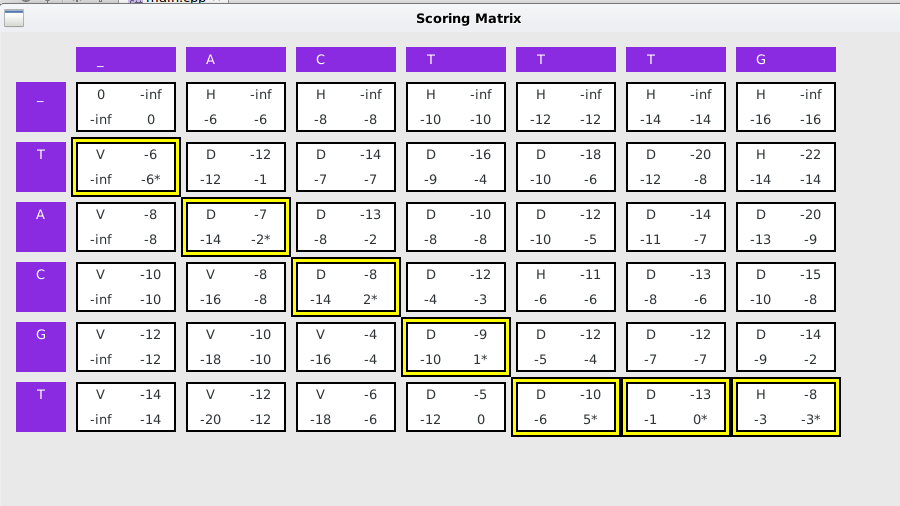 main.cpp
Scoring Matrix
_ A C T T T G
_ 0 -inf H -inf H -inf H -inf H -inf H -inf H -inf
-inf 0 -6 -6 -8 -8 -10 -10 -12 -12 -14 -14 -16 -16
T V -6 D -12 D -14 D -16 D -18 D -20 H -22
-inf -6* -12 -1 -7 -7 -9 -4 -10 -6 -12 -8 -14 -14
A V -8 D -7 D -13 D -10 D -12 D -14 D -20
-inf -8 -14 -2* -8 -2 -8 -8 -10 -5 -11 -7 -13 -9
C V -10 V -8 D -8 D -12 H -11 D -13 D -15
-inf -10 -16 -8 -14 2* -4 -3 -6 -6 -8 -6 -10 -8
G V -12 V -10 V -4 D -9 D -12 D -12 D -14
-inf -12 -18 -10 -16 -4 -10 1* -5 -4 -7 -7 -9 -2
T V -14 V -12 V -6 D -5 D -10 D -13 H -8
-inf -14 -20 -12 -18 -6 -12 0 -6 5* -1 0* -3 -3*